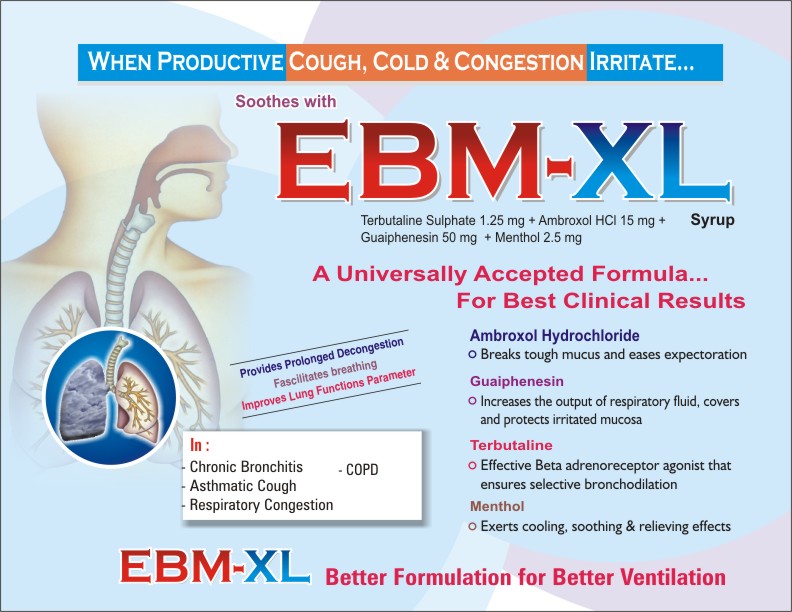 WHEN PRODUCTIVE COUGH, COLD & CONGESTION IRRITATE...
Soothes with
EBM-XL
Terbutaline Sulphate 1.25 mg + Ambroxol HCl 15 mg + Syrup
Guaiphenesin 50 mg + Menthol 2.5 mg
A Universally Accepted Formula...
For Best Clinical Results
Provides Prolonged Decongestion
Fascilitates breathing
Improves Lung Functions Parameter
In :
- Chronic Bronchitis - COPD
- Asthmatic Cough
- Respiratory Congestion
Ambroxol Hydrochloride
Breaks tough mucus and eases expectoration
Guaiphenesin
Increases the output of respiratory fluid, covers
and protects irritated mucosa
Terbutaline
Effective Beta adrenoreceptor agonist that
ensures selective bronchodilation
Menthol
Exerts cooling, soothing & relieving effects
EBM-XL Better Formulation for Better Ventilation